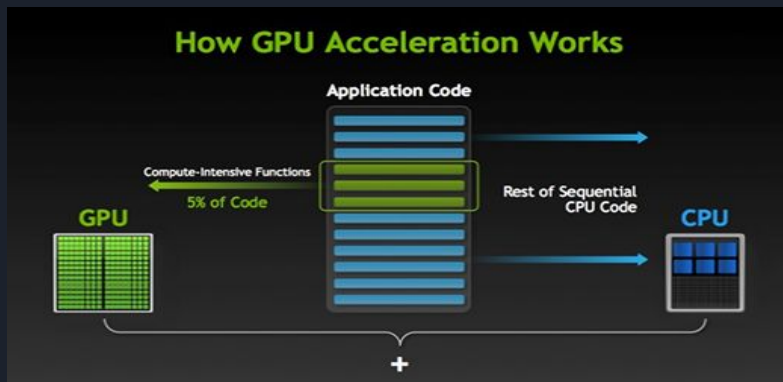 How GPU Acceleration Works
Application Code
Compute-Intensive Functions
5% of Code
Rest of Sequential
CPU Code
GPU
CPU
+